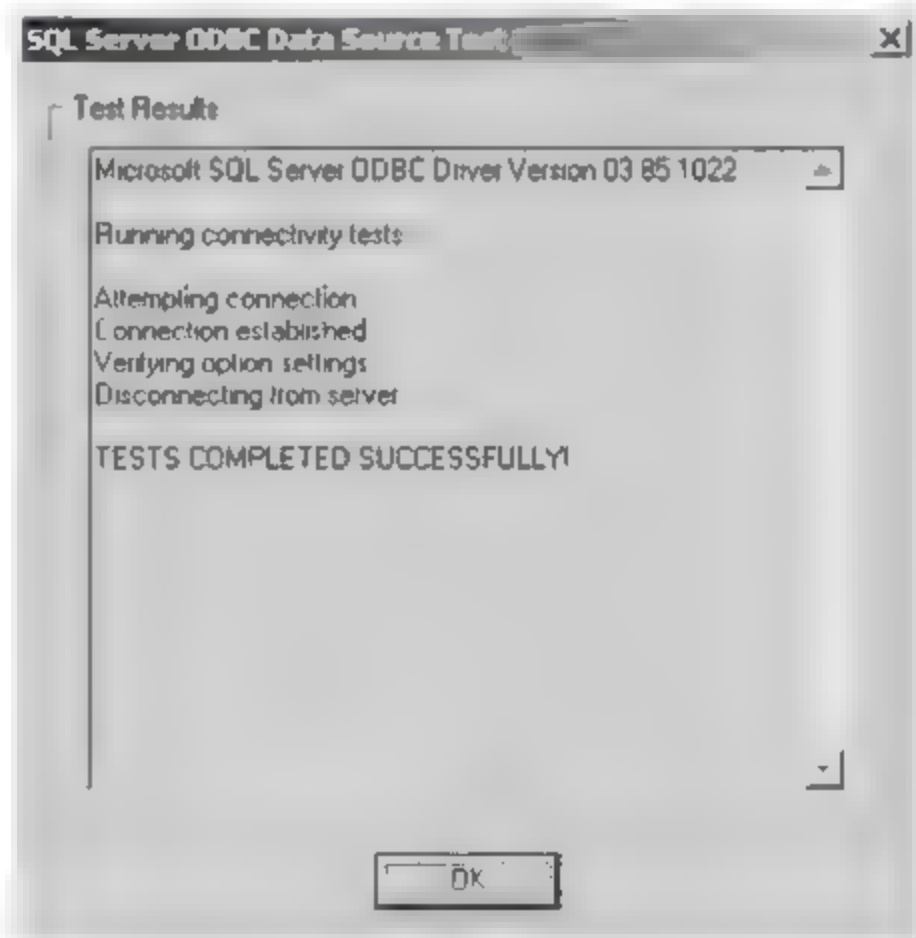 SQL Server ODBC Data Source Test
Test Results
Microsoft SQL Server ODBC Driver Version 03 85 1022
Running connectivity tests
Attempting connection
Connection established
Verifying option settings
Disconnecting from server
TESTS COMPLETED SUCCESSFULLY!
OK